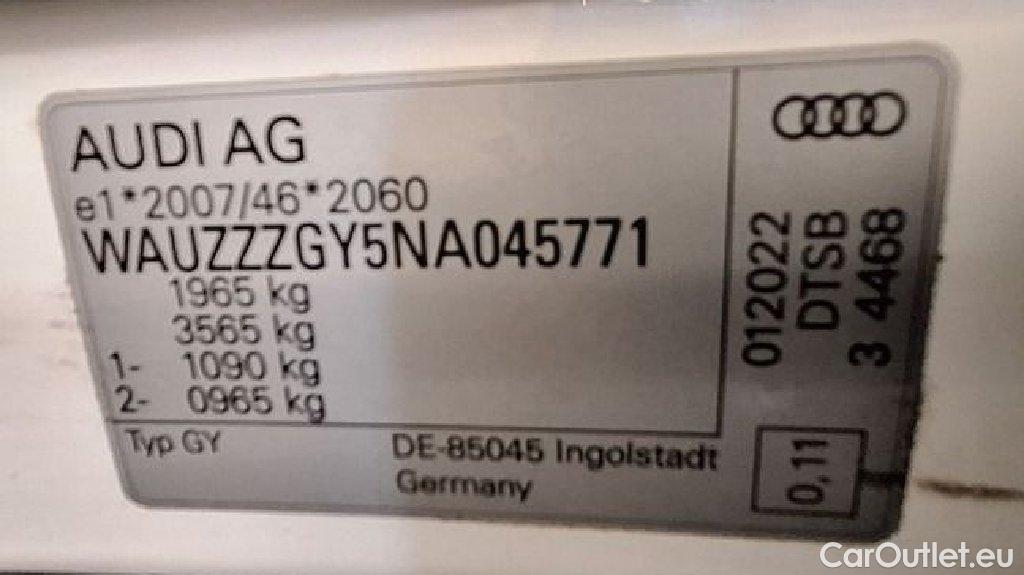 AUDI AG
e1*2007/46*2060
WAUZZZGY5NA045771
1965 kg
3565 kg
1- 1090 kg
2- 0965 kg
Typ GY
DE-85045 Ingolstadt
Germany
012022
DTSB
3 4468
0,11
CarOutlet.eu